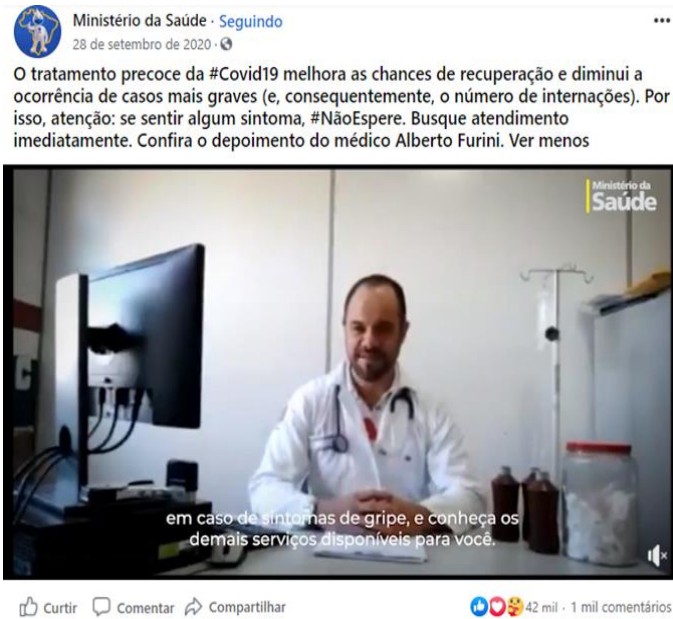 Ministério da Saúde · Seguindo
28 de setembro de 2020 ·
O tratamento precoce da #Covid19 melhora as chances de recuperação e diminui a
ocorrência de casos mais graves (e, consequentemente, o número de internações). Por
isso, atenção: se sentir algum sintoma, #NãoEspere. Busque atendimento
imediatamente. Confira o depoimento do médico Alberto Furini. Ver menos
Ministério da
Saúde
em caso de sintomas de gripe, e conheça os
demais serviços disponíveis para você.
Curtir Comentar Compartilhar 42 mil · 1 mil comentários